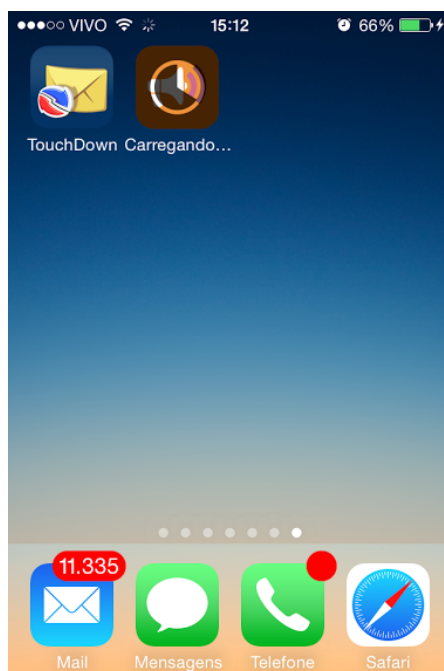 VIVO 15:12 66%
TouchDown Carregando...
11.335
Mail Mensagens Telefone Safari